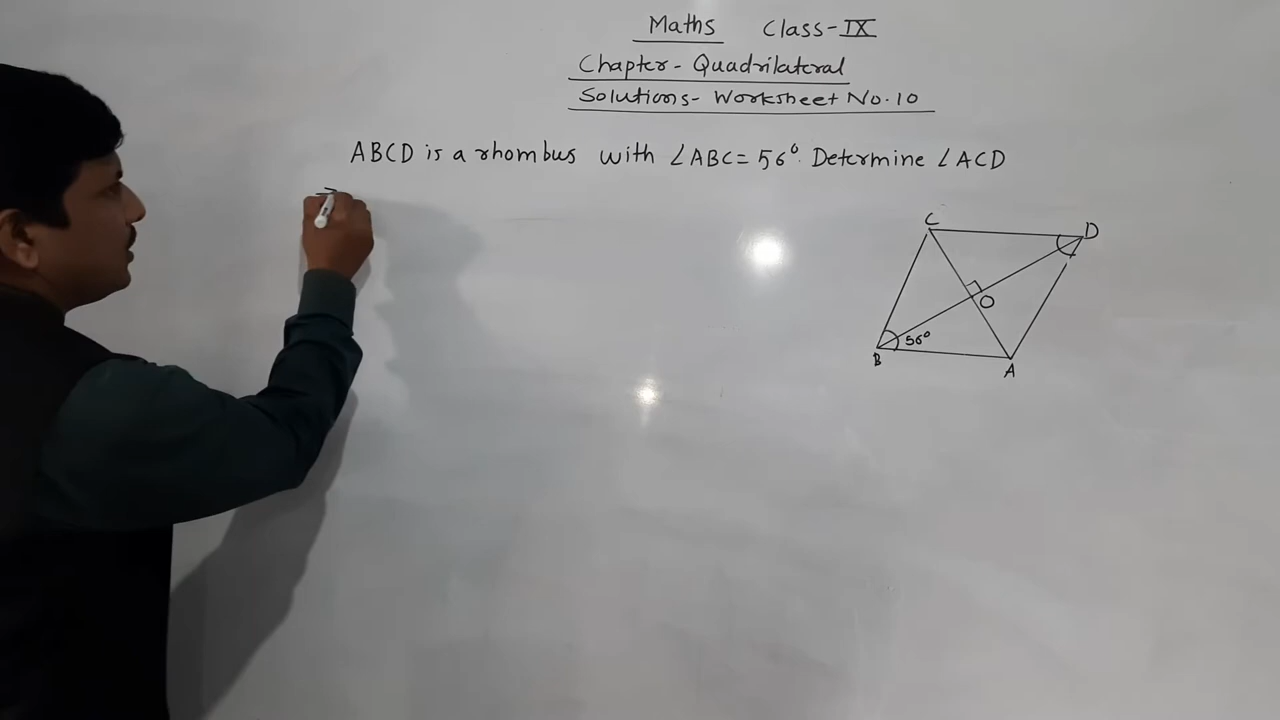 Maths Class-IX
Chapter- Quadrilateral
Solutions- Worksheet No.10
ABCD is a rhombus with ∠ABC= 56°. Determine ∠ACD
C
D
O
56°
B
A